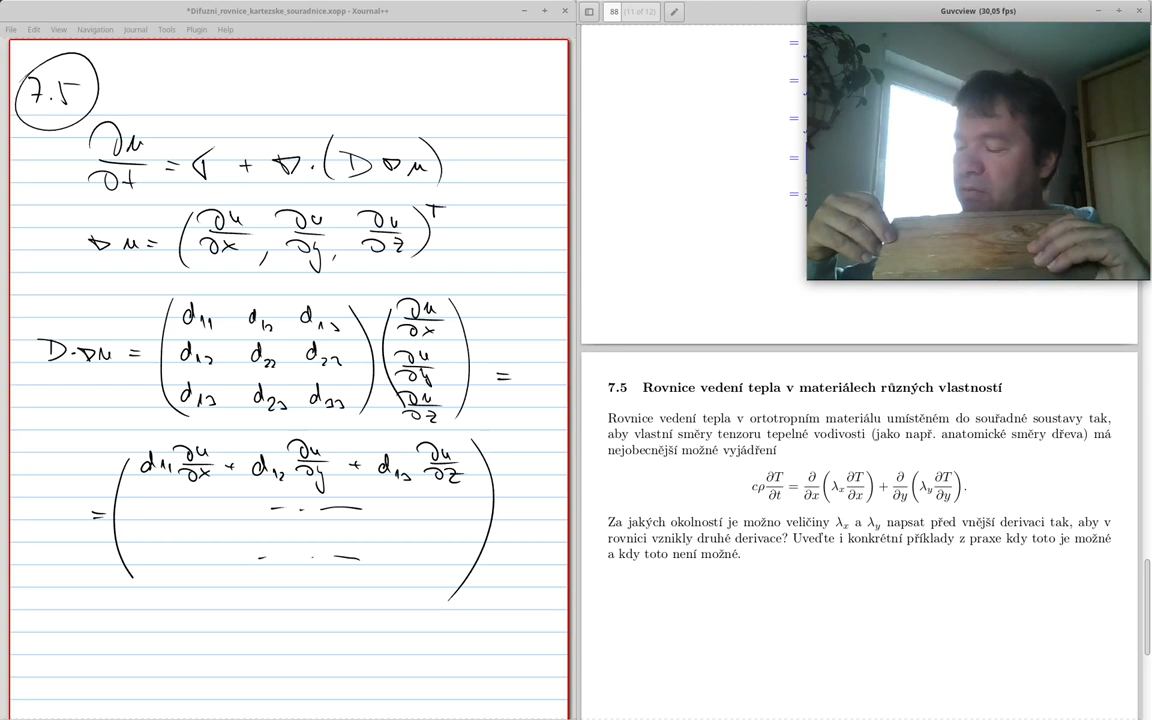 *Difuzni_rovnice_kartezske_souradnice.xopp - Xournal++
File Edit View Navigation Journal Tools Plugin Help
7.5
∂u/∂t = σ + ∇·(D∇u)
∇u = (∂u/∂x, ∂u/∂y, ∂u/∂z)ᵀ
D·∇u = (d₁₁ d₁₂ d₁₃) (∂u/∂x)
(d₁₂ d₂₂ d₂₃) (∂u/∂y) =
(d₁₃ d₂₃ d₃₃) (∂u/∂z)
= (d₁₁ ∂u/∂x + d₁₂ ∂u/∂y + d₁₃ ∂u/∂z)
88 (11 of 12)
Guvcview (30,05 fps)
=
=
=
=
=
7.5 Rovnice vedení tepla v materiálech různých vlastností
Rovnice vedení tepla v ortotropním materiálu umístěném do souřadné soustavy tak,
aby vlastní směry tenzoru tepelné vodivosti (jako např. anatomické směry dřeva) má
nejobecnější možné vyjádření
cρ ∂T/∂t = ∂/∂x (λₓ ∂T/∂x) + ∂/∂y (λ_y ∂T/∂y).
Za jakých okolností je možno veličiny λₓ a λ_y napsat před vnější derivaci tak, aby v
rovnici vznikly druhé derivace? Uveďte i konkrétní příklady z praxe kdy toto je možné
a kdy toto není možné.